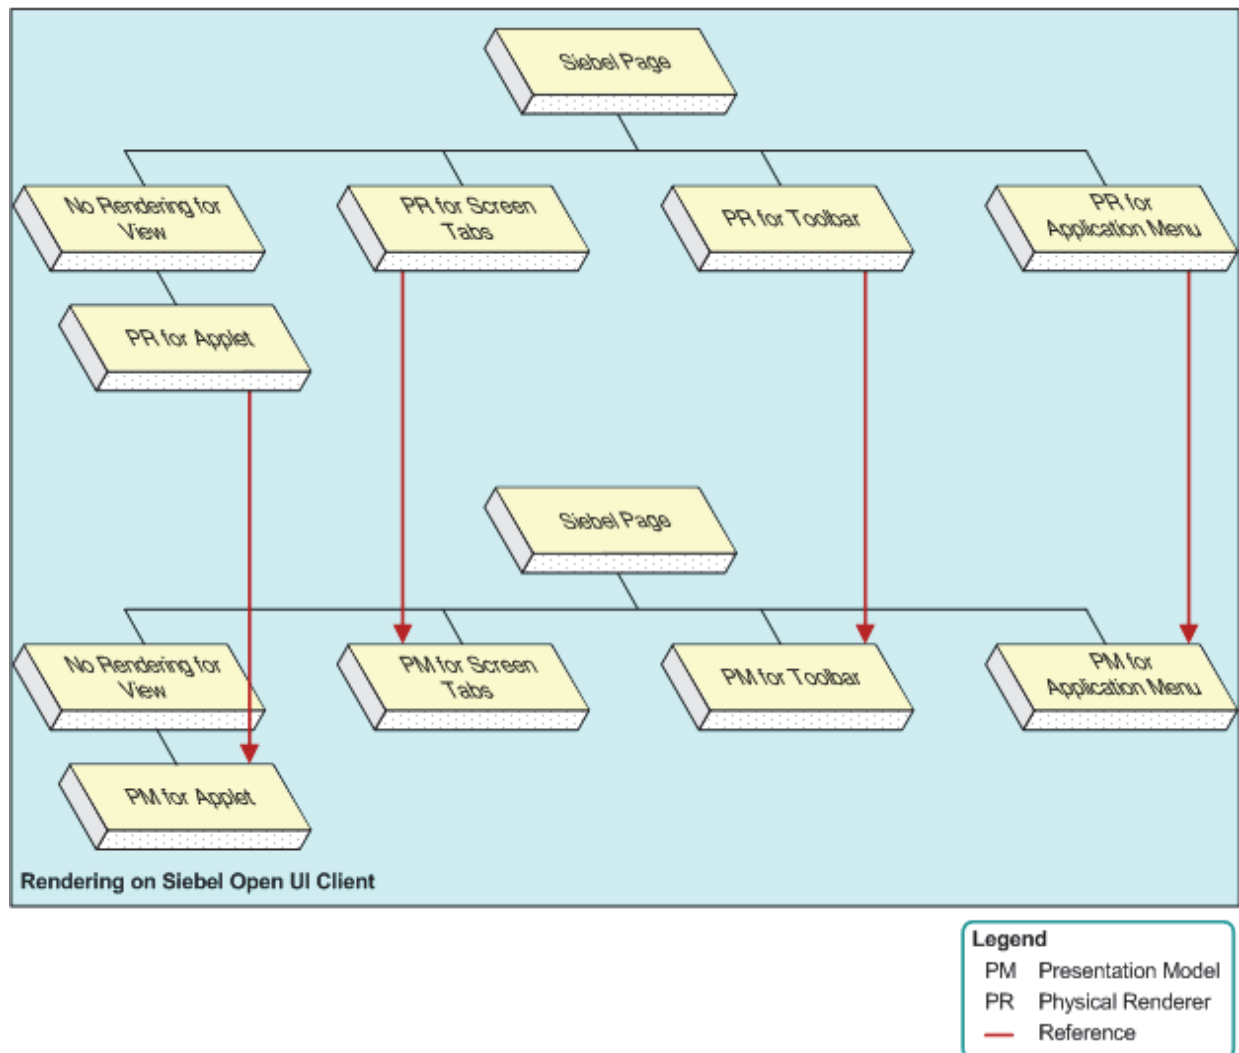 Siebel Page
No Rendering for
View
PR for Screen
Tabs
PR for Toolbar
PR for
Application Menu
PR for Applet
Siebel Page
No Rendering for
View
PM for Screen
Tabs
PM for Toolbar
PM for
Application Menu
PM for Applet
Rendering on Siebel Open UI Client
Legend
PM Presentation Model
PR Physical Renderer
Reference